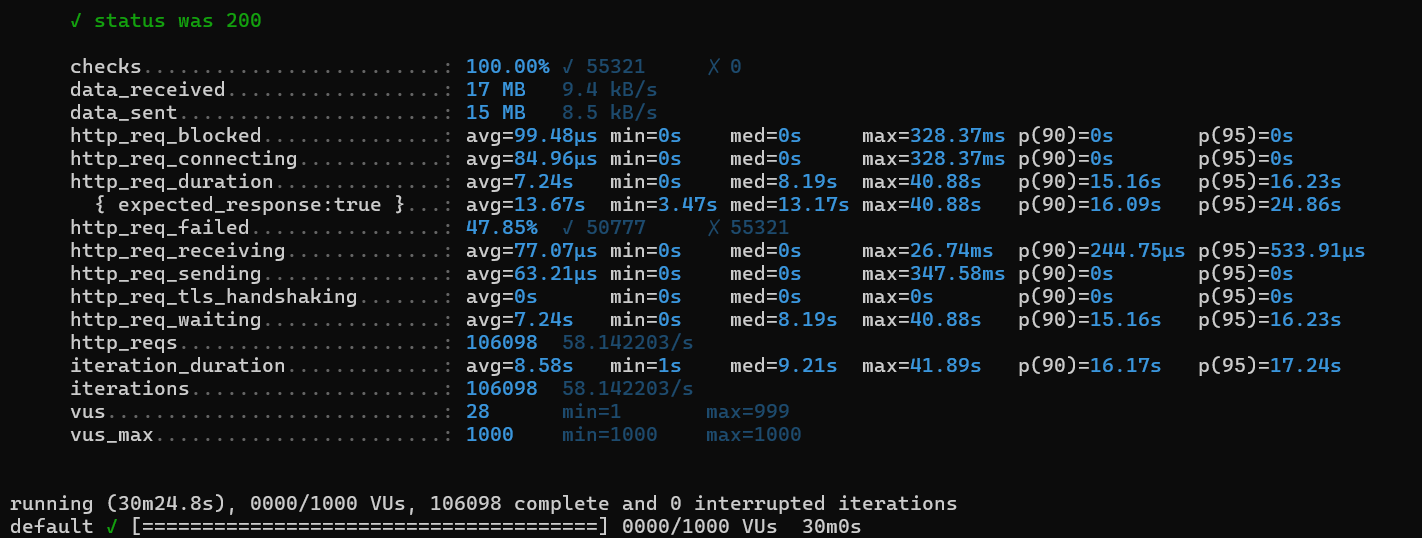 ✓ status was 200
checks.........................: 100.00% ✓ 55321     ✗ 0
data_received..................: 17 MB   9.4 kB/s
data_sent......................: 15 MB   8.5 kB/s
http_req_blocked...............: avg=99.48µs min=0s    med=0s     max=328.37ms p(90)=0s       p(95)=0s
http_req_connecting............: avg=84.96µs min=0s    med=0s     max=328.37ms p(90)=0s       p(95)=0s
http_req_duration..............: avg=7.24s   min=0s    med=8.19s  max=40.88s   p(90)=15.16s   p(95)=16.23s
  { expected_response:true }...: avg=13.67s  min=3.47s med=13.17s max=40.88s   p(90)=16.09s   p(95)=24.86s
http_req_failed................: 47.85%  ✓ 50777     ✗ 55321
http_req_receiving.............: avg=77.07µs min=0s    med=0s     max=26.74ms  p(90)=244.75µs p(95)=533.91µs
http_req_sending...............: avg=63.21µs min=0s    med=0s     max=347.58ms p(90)=0s       p(95)=0s
http_req_tls_handshaking.......: avg=0s      min=0s    med=0s     max=0s       p(90)=0s       p(95)=0s
http_req_waiting...............: avg=7.24s   min=0s    med=8.19s  max=40.88s   p(90)=15.16s   p(95)=16.23s
http_reqs......................: 106098  58.142203/s
iteration_duration.............: avg=8.58s   min=1s    med=9.21s  max=41.89s   p(90)=16.17s   p(95)=17.24s
iterations.....................: 106098  58.142203/s
vus............................: 28      min=1       max=999
vus_max........................: 1000    min=1000    max=1000
running (30m24.8s), 0000/1000 VUs, 106098 complete and 0 interrupted iterations
default ✓ [======================================] 0000/1000 VUs  30m0s